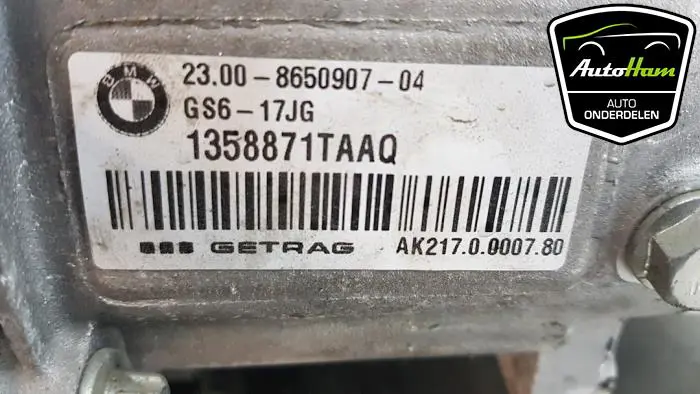 BMW
23.00-8650907-04
GS6-17JG
1358871TAAQ
GETRAG
AK217.0.0007.80
AutoHam
AUTO
ONDERDELEN